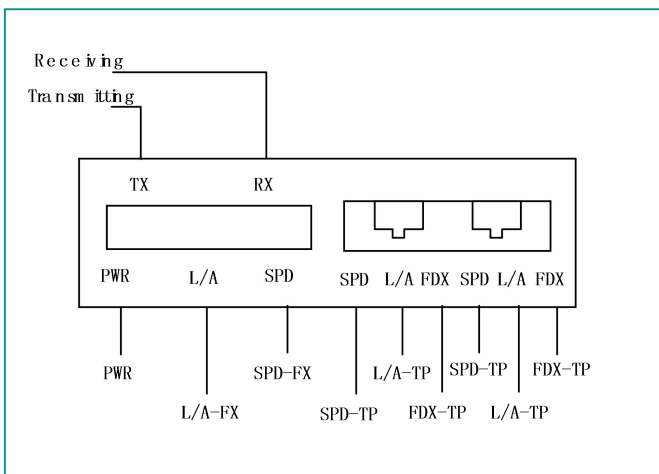 Receiving
Transmitting
TX RX
PWR L/A SPD SPD L/A FDX SPD L/A FDX
PWR SPD-FX L/A-TP SPD-TP FDX-TP
L/A-FX SPD-TP FDX-TP L/A-TP